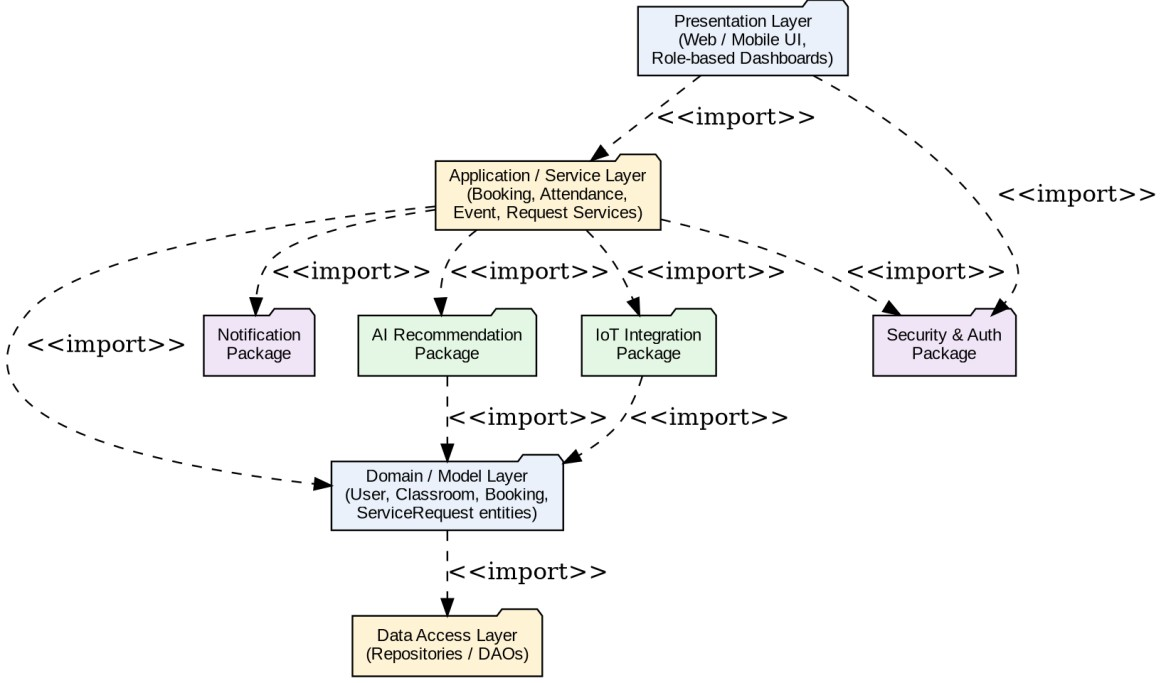 Presentation Layer
(Web / Mobile UI,
Role-based Dashboards)
<<import>>
<<import>>
Application / Service Layer
(Booking, Attendance,
Event, Request Services)
<<import>>
<<import>>
<<import>>
<<import>>
<<import>>
Notification
Package
AI Recommendation
Package
IoT Integration
Package
Security & Auth
Package
<<import>>
<<import>>
Domain / Model Layer
(User, Classroom, Booking,
ServiceRequest entities)
<<import>>
Data Access Layer
(Repositories / DAOs)